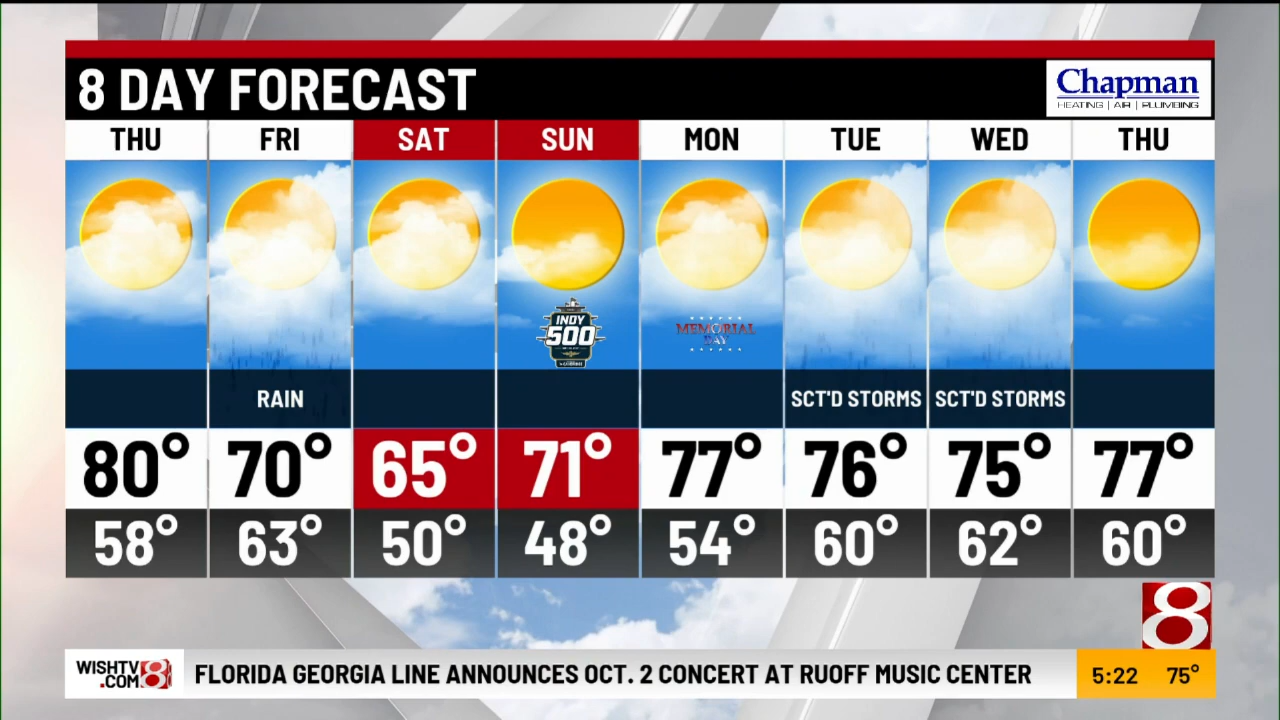 8 DAY FORECAST
Chapman
HEATING | AIR | PLUMBING
THU FRI SAT SUN MON TUE WED THU
INDY
500
MEMORIAL
DAY
RAIN SCT'D STORMS SCT'D STORMS
80° 70° 65° 71° 77° 76° 75° 77°
58° 63° 50° 48° 54° 60° 62° 60°
8
WISHTV
.COM 8
FLORIDA GEORGIA LINE ANNOUNCES OCT. 2 CONCERT AT RUOFF MUSIC CENTER
5:22 75°